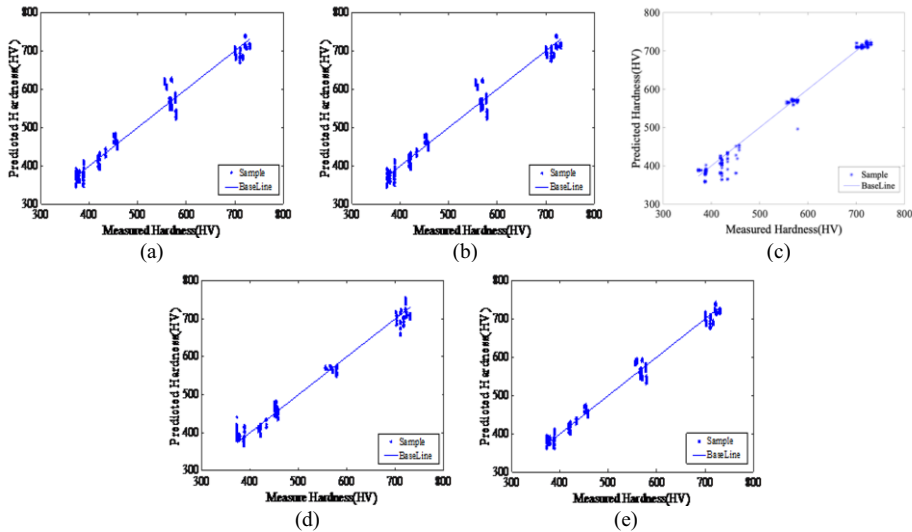 800
700
600
500
400
300
300 400 500 600 700 800
Predicted Hardness(HV)
Measured Hardness(HV)
Sample
BaseLine
(a)
800
700
600
500
400
300
300 400 500 600 700 800
Predicted Hardness(HV)
Measured Hardness(HV)
Sample
BaseLine
(b)
800
700
600
500
400
300
300 400 500 600 700 800
Predicted Hardness(HV)
Measured Hardness(HV)
Sample
BaseLine
(c)
800
700
600
500
400
300
300 400 500 600 700 800
Predicted Hardness(HV)
Measure Hardness(HV)
Sample
BaseLine
(d)
800
700
600
500
400
300
300 400 500 600 700 800
Predicted Hardness(HV)
Measured Hardness(HV)
Sample
BaseLine
(e)